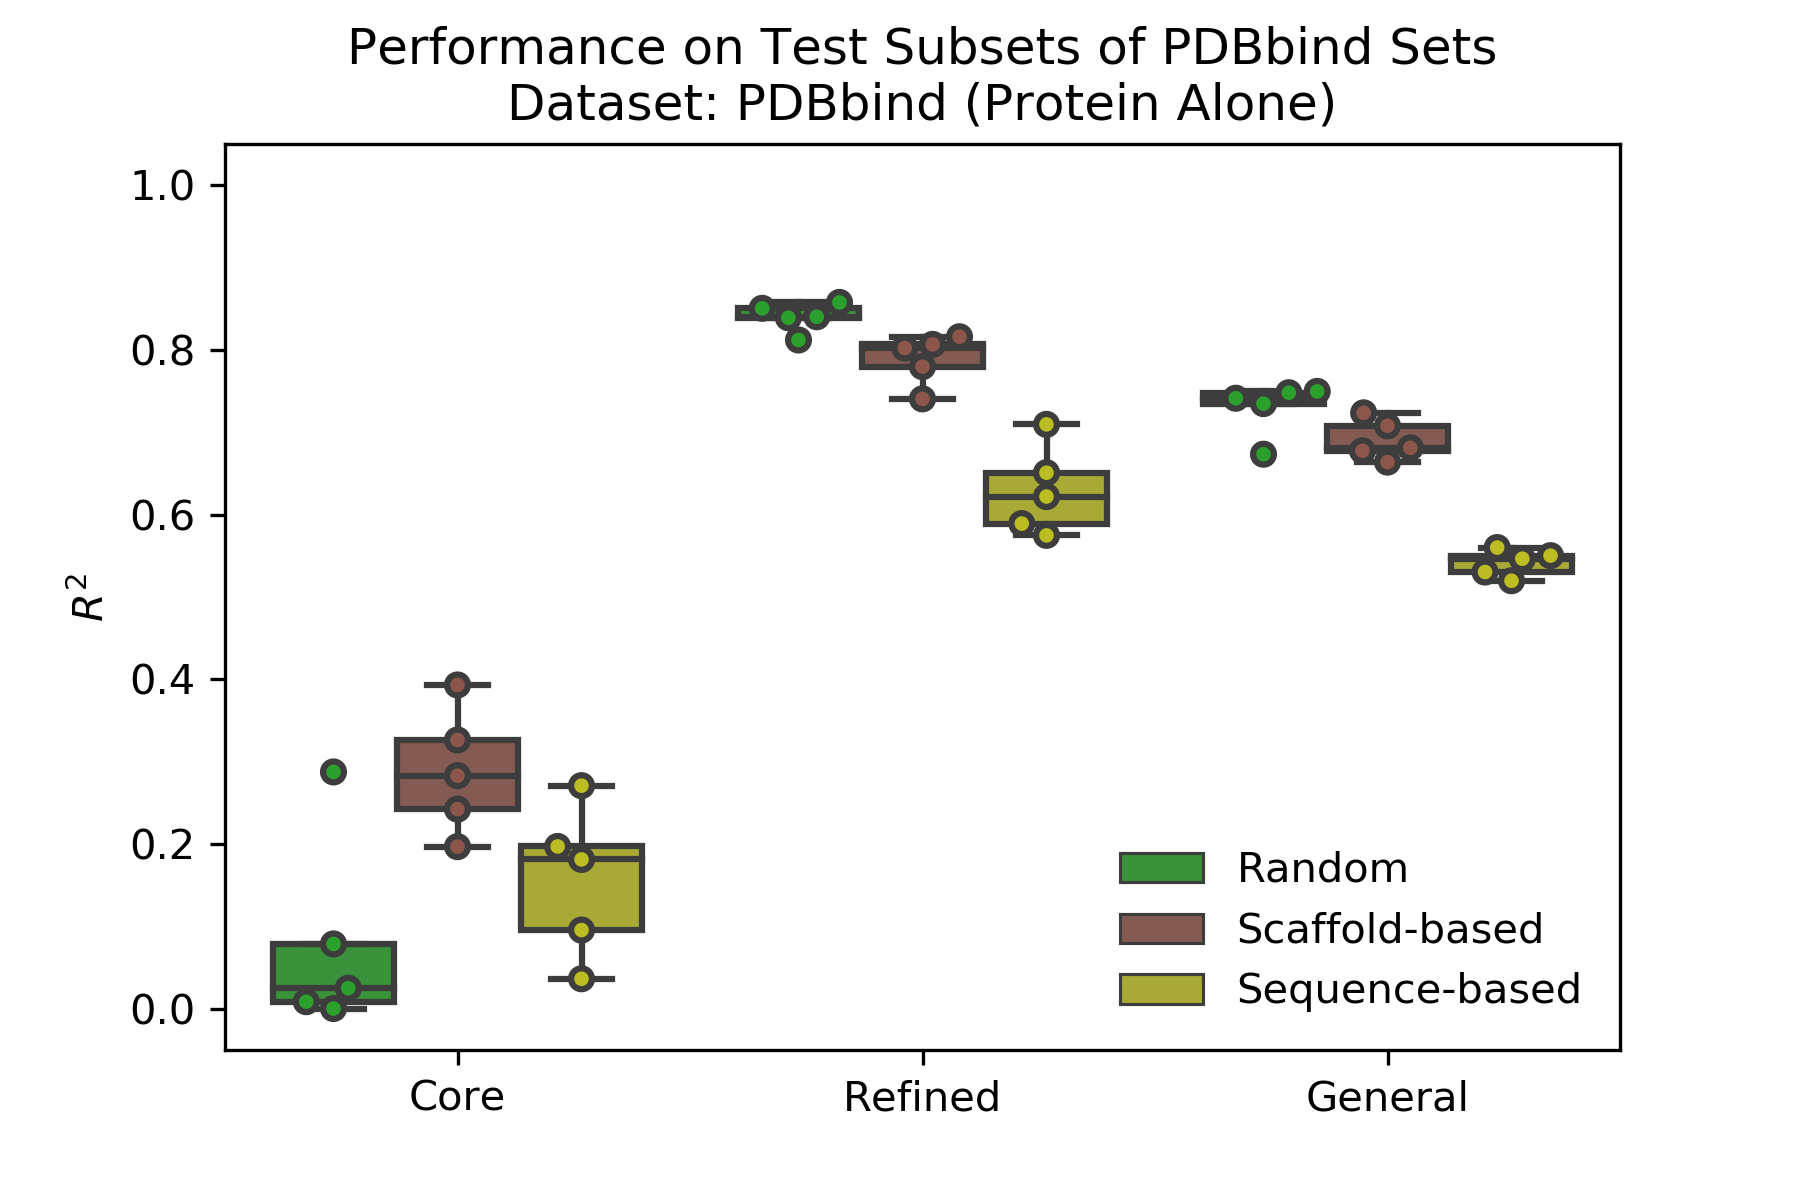 Performance on Test Subsets of PDBbind Sets
Dataset: PDBbind (Protein Alone)
1.0
0.8
0.6
0.4
0.2
0.0
R²
Random
Scaffold-based
Sequence-based
Core
Refined
General